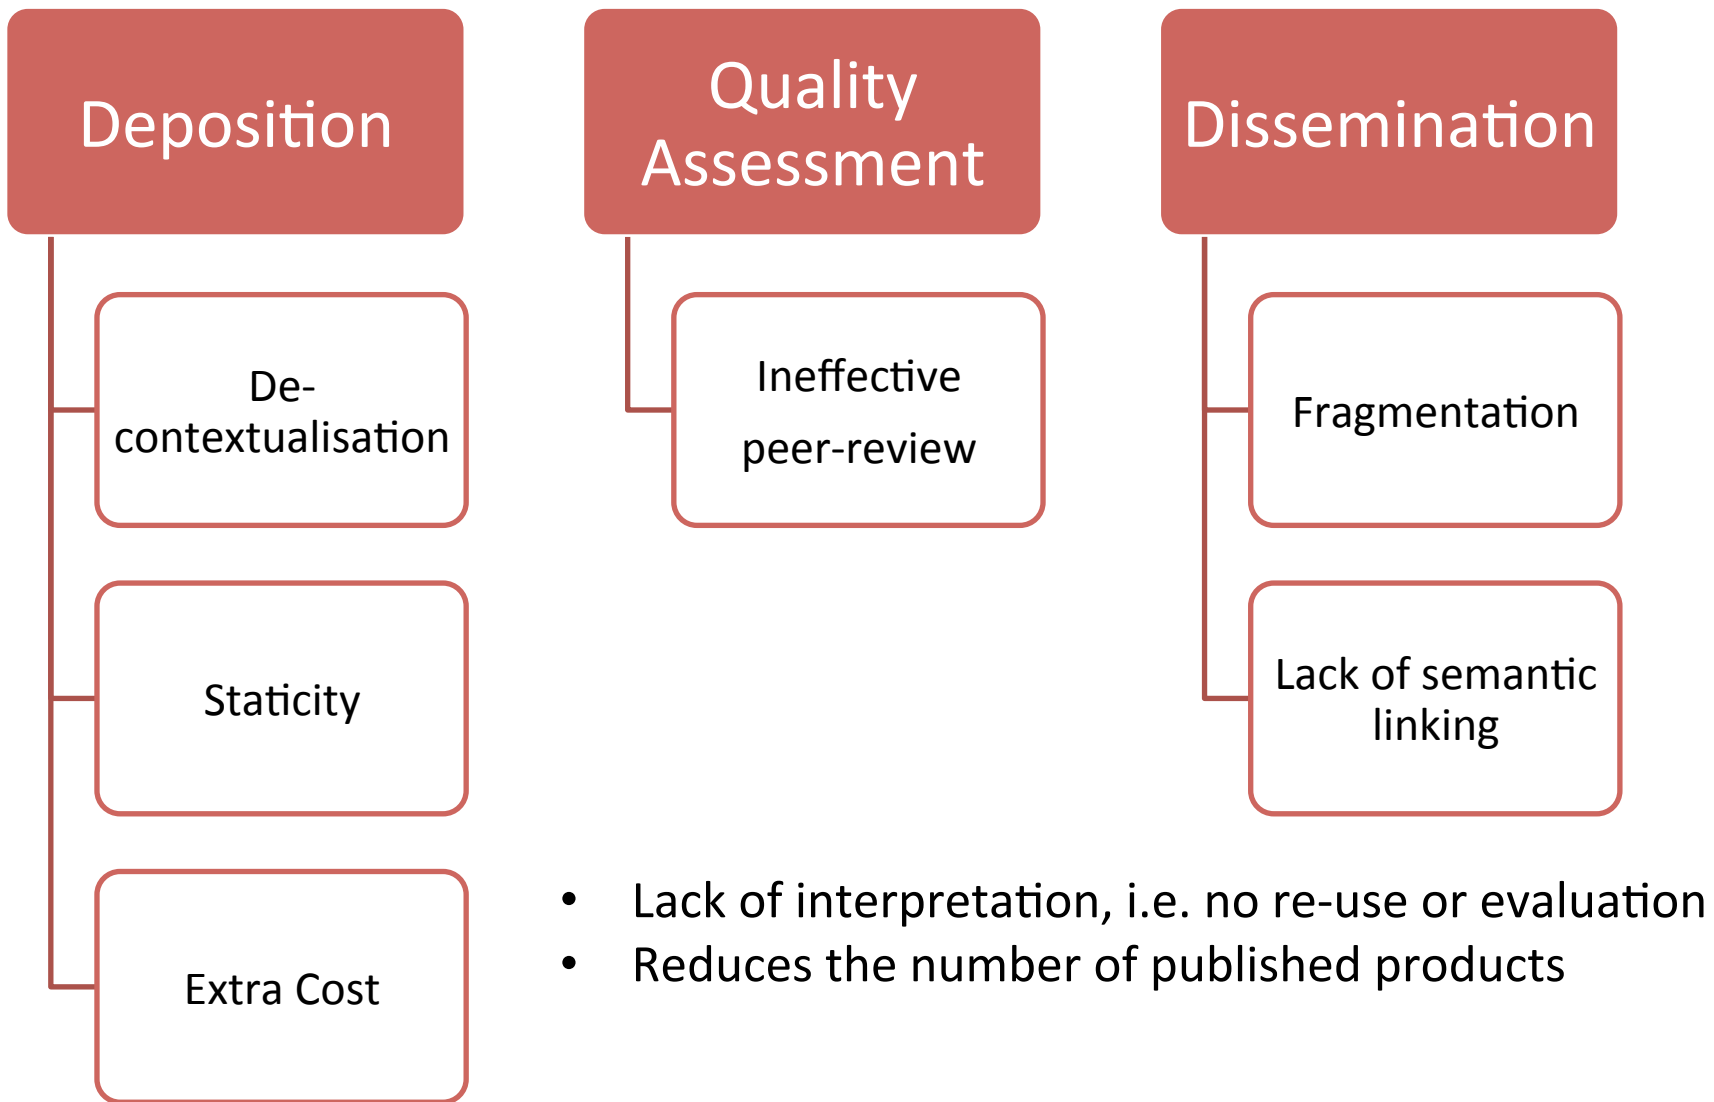 Deposition
De-
contextualisation
Staticity
Extra Cost
Quality
Assessment
Ineffective
peer-review
Dissemination
Fragmentation
Lack of semantic
linking
• Lack of interpretation, i.e. no re-use or evaluation
• Reduces the number of published products